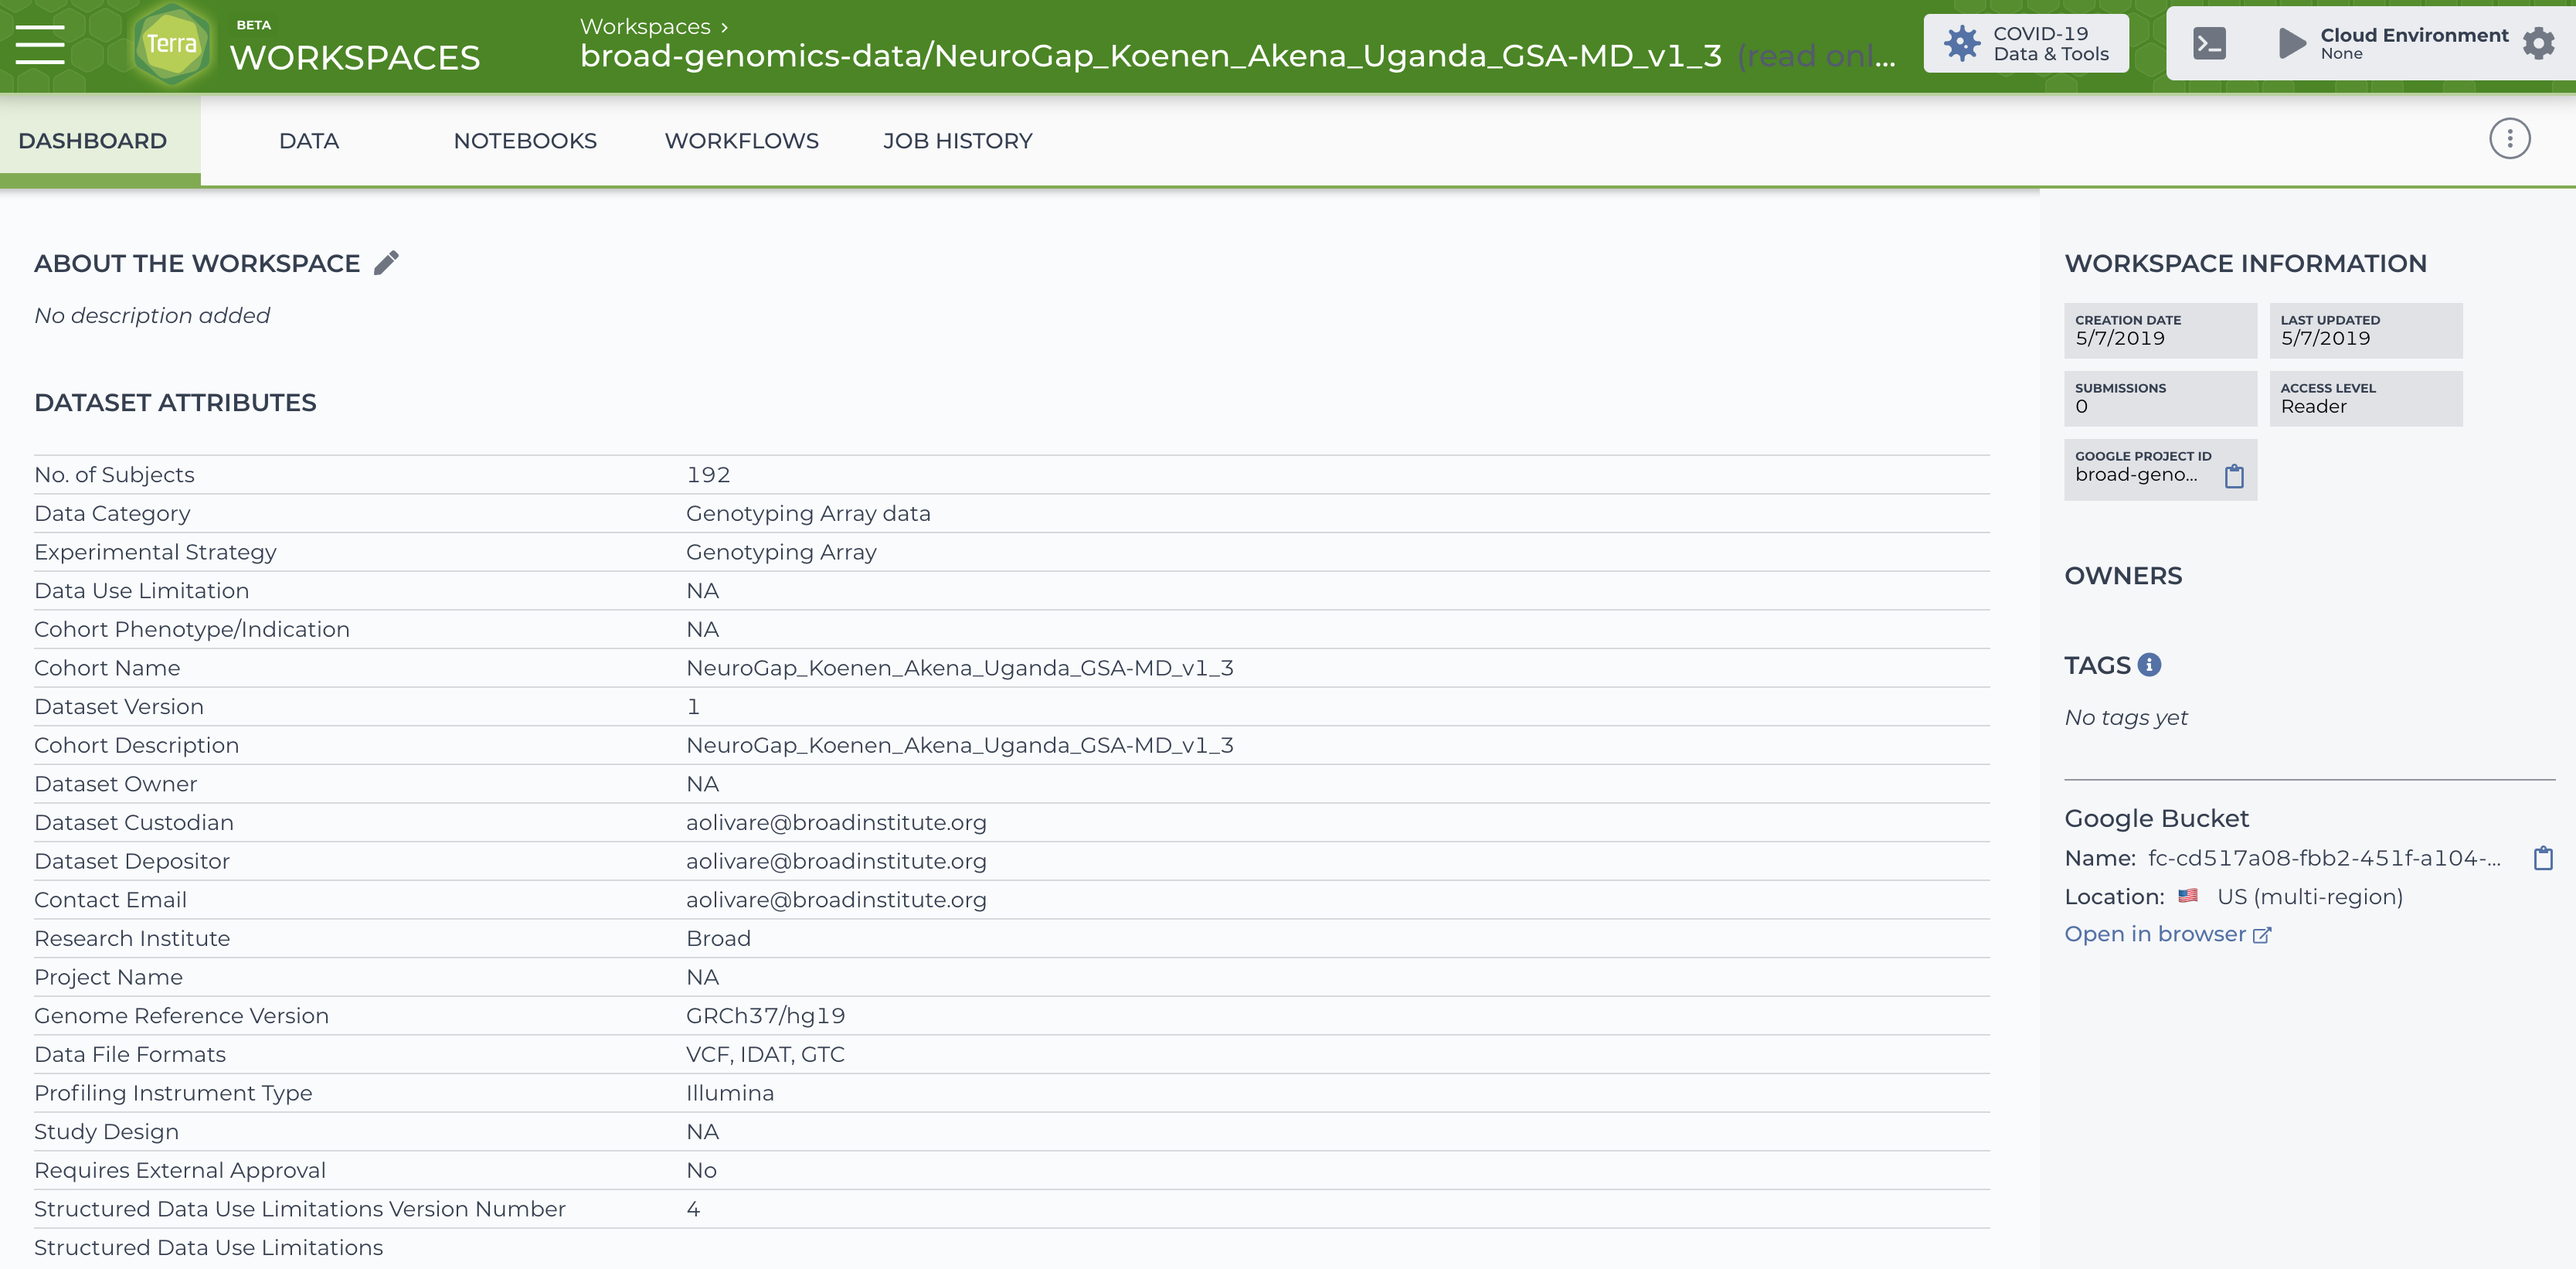 Terra
BETA
WORKSPACES
Workspaces ›
broad-genomics-data/NeuroGap_Koenen_Akena_Uganda_GSA-MD_v1_3 (read onl...
COVID-19
Data & Tools
Cloud Environment
None
DASHBOARD
DATA
NOTEBOOKS
WORKFLOWS
JOB HISTORY
ABOUT THE WORKSPACE
No description added
DATASET ATTRIBUTES
No. of Subjects 192
Data Category Genotyping Array data
Experimental Strategy Genotyping Array
Data Use Limitation NA
Cohort Phenotype/Indication NA
Cohort Name NeuroGap_Koenen_Akena_Uganda_GSA-MD_v1_3
Dataset Version 1
Cohort Description NeuroGap_Koenen_Akena_Uganda_GSA-MD_v1_3
Dataset Owner NA
Dataset Custodian aolivare@broadinstitute.org
Dataset Depositor aolivare@broadinstitute.org
Contact Email aolivare@broadinstitute.org
Research Institute Broad
Project Name NA
Genome Reference Version GRCh37/hg19
Data File Formats VCF, IDAT, GTC
Profiling Instrument Type Illumina
Study Design NA
Requires External Approval No
Structured Data Use Limitations Version Number 4
Structured Data Use Limitations
WORKSPACE INFORMATION
CREATION DATE
5/7/2019
LAST UPDATED
5/7/2019
SUBMISSIONS
0
ACCESS LEVEL
Reader
GOOGLE PROJECT ID
broad-geno...
OWNERS
TAGS
No tags yet
Google Bucket
Name: fc-cd517a08-fbb2-451f-a104-...
Location: US (multi-region)
Open in browser